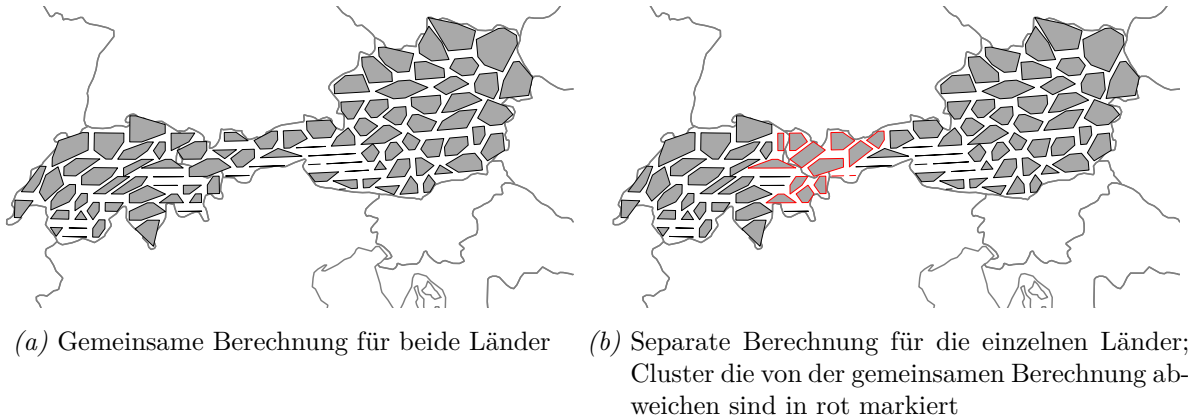 (a) Gemeinsame Berechnung für beide Länder
(b) Separate Berechnung für die einzelnen Länder;
Cluster die von der gemeinsamen Berechnung ab-
weichen sind in rot markiert